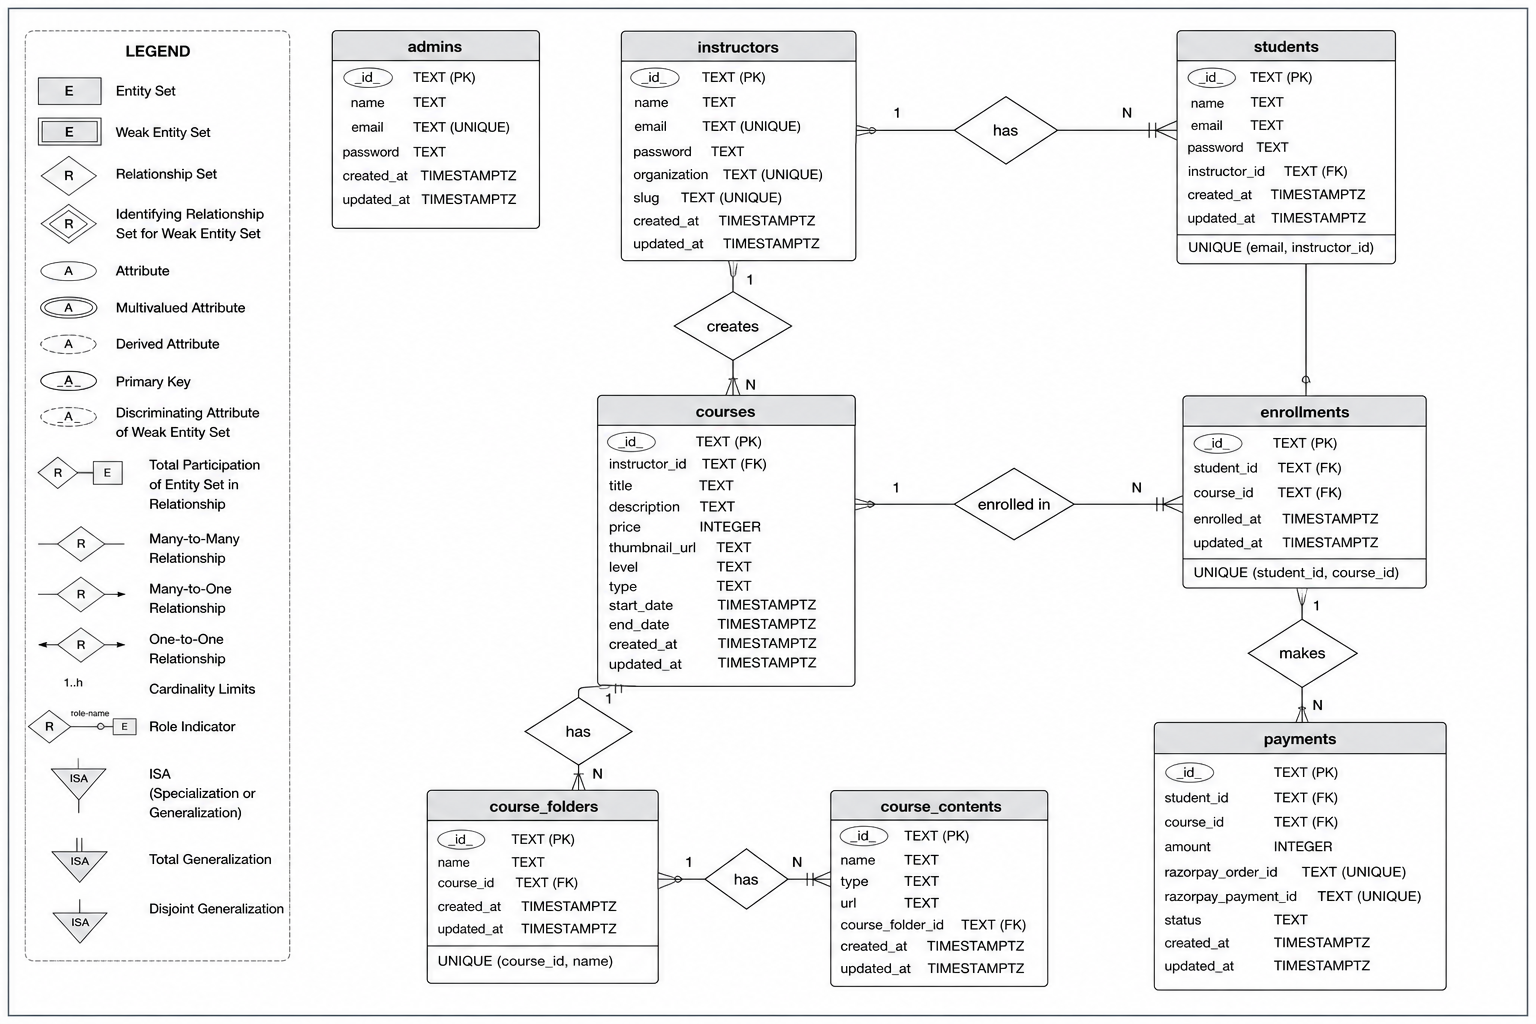 LEGEND
E Entity Set
E Weak Entity Set
R Relationship Set
R Identifying Relationship
Set for Weak Entity Set
A Attribute
A Multivalued Attribute
A Derived Attribute
_A_ Primary Key
_A_ Discriminating Attribute
of Weak Entity Set
R E Total Participation
of Entity Set in
Relationship
R Many-to-Many
Relationship
R Many-to-One
Relationship
R One-to-One
Relationship
1..h Cardinality Limits
R role-name E Role Indicator
ISA ISA
(Specialization or
Generalization)
ISA Total Generalization
ISA Disjoint Generalization
admins
_id_ TEXT (PK)
name TEXT
email TEXT (UNIQUE)
password TEXT
created_at TIMESTAMPTZ
updated_at TIMESTAMPTZ
instructors
_id_ TEXT (PK)
name TEXT
email TEXT (UNIQUE)
password TEXT
organization TEXT (UNIQUE)
slug TEXT (UNIQUE)
created_at TIMESTAMPTZ
updated_at TIMESTAMPTZ
1 has N
students
_id_ TEXT (PK)
name TEXT
email TEXT
password TEXT
instructor_id TEXT (FK)
created_at TIMESTAMPTZ
updated_at TIMESTAMPTZ
UNIQUE (email, instructor_id)
1
creates
N
courses
_id_ TEXT (PK)
instructor_id TEXT (FK)
title TEXT
description TEXT
price INTEGER
thumbnail_url TEXT
level TEXT
type TEXT
start_date TIMESTAMPTZ
end_date TIMESTAMPTZ
created_at TIMESTAMPTZ
updated_at TIMESTAMPTZ
1 enrolled in N
enrollments
_id_ TEXT (PK)
student_id TEXT (FK)
course_id TEXT (FK)
enrolled_at TIMESTAMPTZ
updated_at TIMESTAMPTZ
UNIQUE (student_id, course_id)
1
makes
N
1
has
N
course_folders
_id_ TEXT (PK)
name TEXT
course_id TEXT (FK)
created_at TIMESTAMPTZ
updated_at TIMESTAMPTZ
UNIQUE (course_id, name)
1 has N
course_contents
_id_ TEXT (PK)
name TEXT
type TEXT
url TEXT
course_folder_id TEXT (FK)
created_at TIMESTAMPTZ
updated_at TIMESTAMPTZ
payments
_id_ TEXT (PK)
student_id TEXT (FK)
course_id TEXT (FK)
amount INTEGER
razorpay_order_id TEXT (UNIQUE)
razorpay_payment_id TEXT (UNIQUE)
status TEXT
created_at TIMESTAMPTZ
updated_at TIMESTAMPTZ